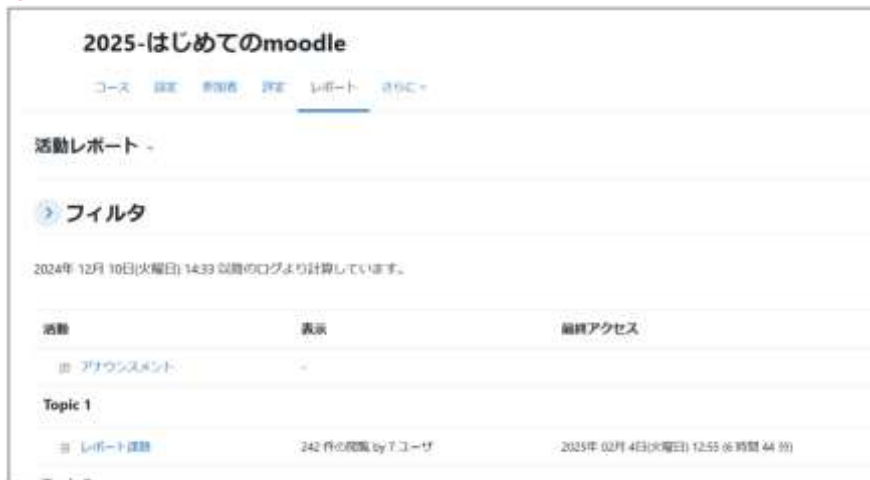 2025-はじめてのmoodle
コース 設定 参加者 評定 レポート さらに
活動レポート
フィルタ
2024年 12月 10日(火曜日) 14:33 以降のログより計算しています。
活動 表示 最終アクセス
アナウンスメント -
Topic 1
レポート課題 242 件の閲覧 by 7 ユーザ 2025年 02月 4日(火曜日) 12:55 (6 時間 44 分)